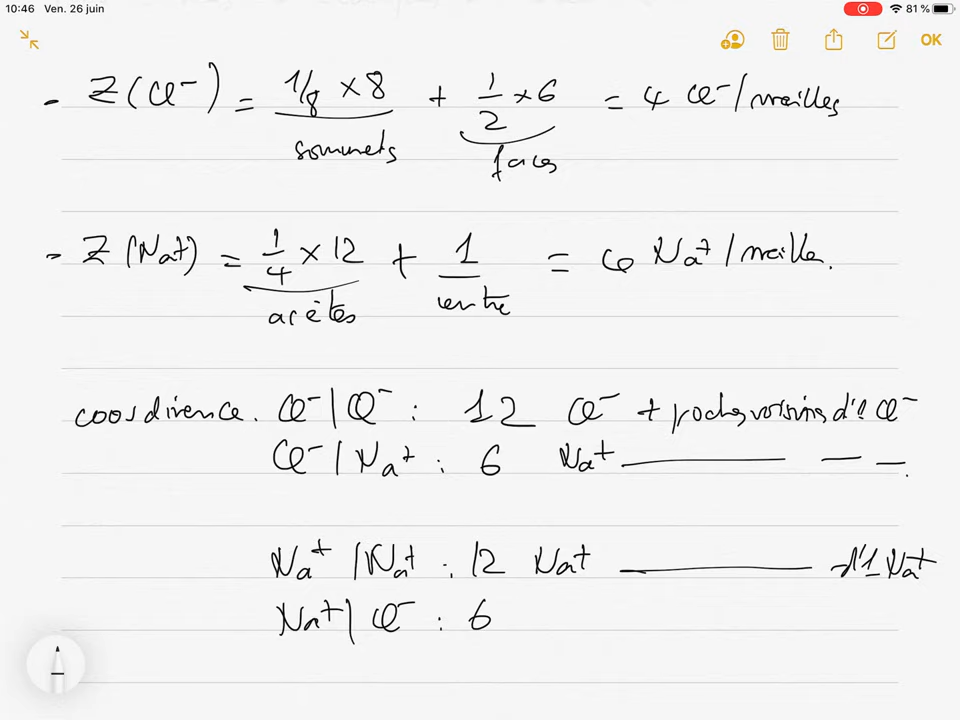 10:46 Ven. 26 juin 81 %
OK
- Z(Cl⁻) = 1/8 × 8 + 1/2 × 6 = 4 Cl⁻/mailles
sommets faces
- Z(Na⁺) = 1/4 × 12 + 1 = 4 Na⁺/maille.
arêtes centre
coordinence. Cl⁻/Cl⁻ : 12 Cl⁻ + proches voisins d'1 Cl⁻
Cl⁻/Na⁺ : 6 Na⁺ ——— — —.
Na⁺/Na⁺ : 12 Na⁺ ——— d'1 Na⁺
Na⁺/Cl⁻ : 6